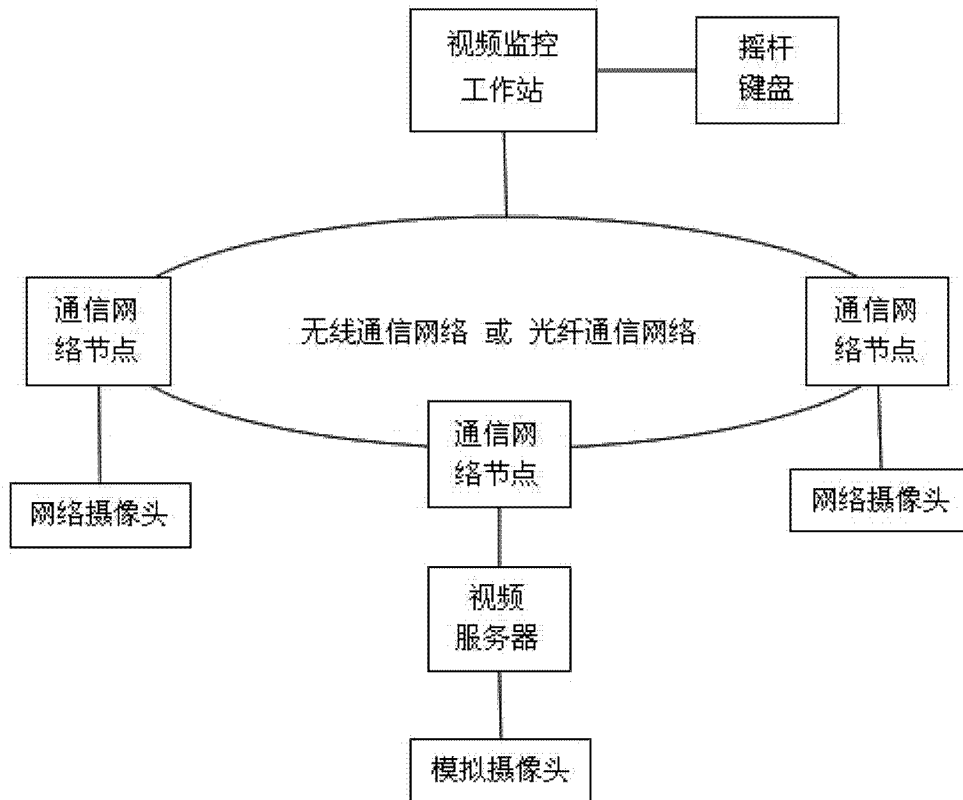 视频监控
工作站
摇杆
键盘
通信网
络节点
无线通信网络 或 光纤通信网络
通信网
络节点
通信网
络节点
网络摄像头
网络摄像头
视频
服务器
模拟摄像头